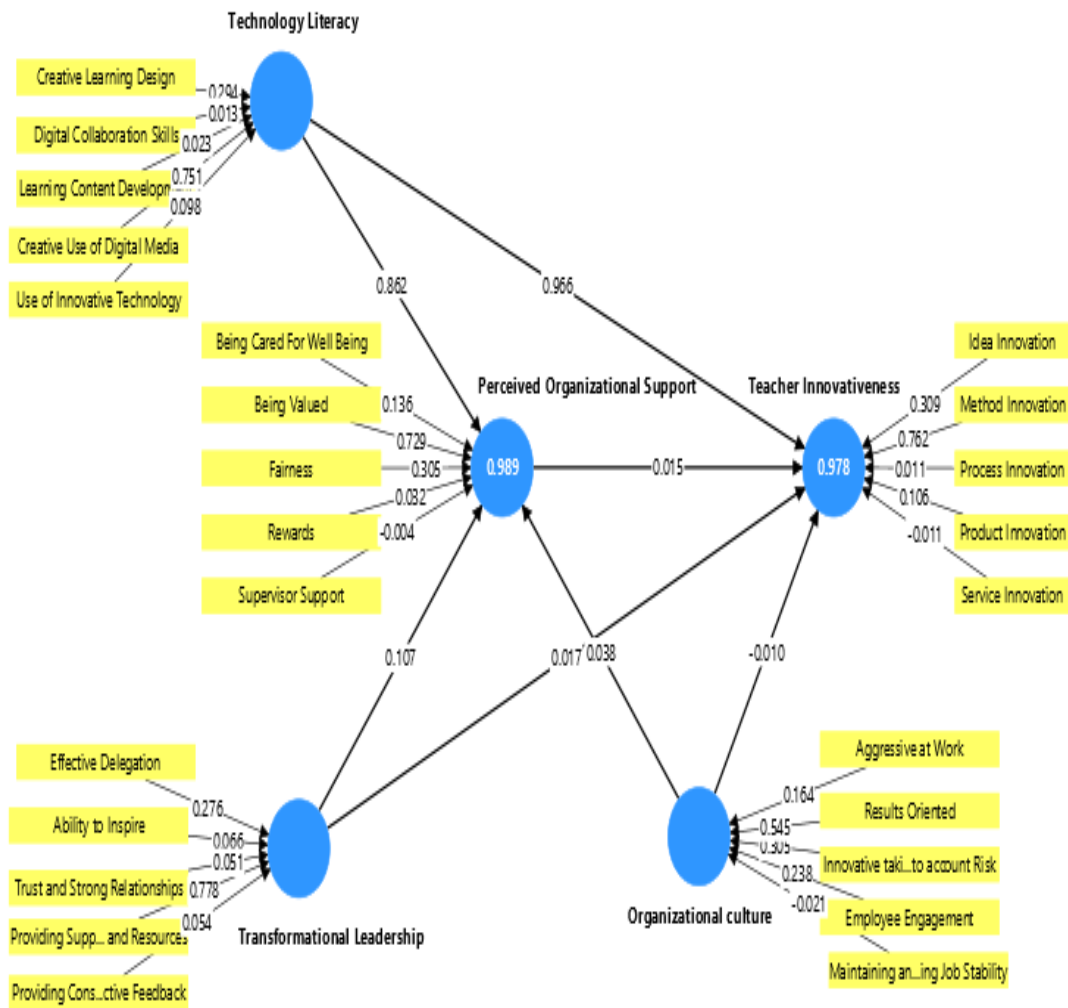 Technology Literacy
Creative Learning Design
0.294
0.013
Digital Collaboration Skills
0.023
0.751
Learning Content Developm
0.098
Creative Use of Digital Media
Use of Innovative Technology
0.862
0.966
Being Cared For Well Being
0.136
Being Valued
0.729
Fairness
0.305
0.032
Rewards
-0.004
Supervisor Support
Perceived Organizational Support
0.989
0.015
Teacher Innovativeness
0.978
Idea Innovation
0.309
Method Innovation
0.762
Process Innovation
0.011
0.106
Product Innovation
-0.011
Service Innovation
0.107
0.017
0.038
-0.010
Effective Delegation
0.276
Ability to Inspire
0.066
0.051
Trust and Strong Relationships
0.778
0.054
Providing Supp... and Resources
Providing Cons...ctive Feedback
Transformational Leadership
Organizational culture
Aggressive at Work
0.164
Results Oriented
0.545
0.305
Innovative taki...to account Risk
0.238
-0.021
Employee Engagement
Maintaining an...ing Job Stability